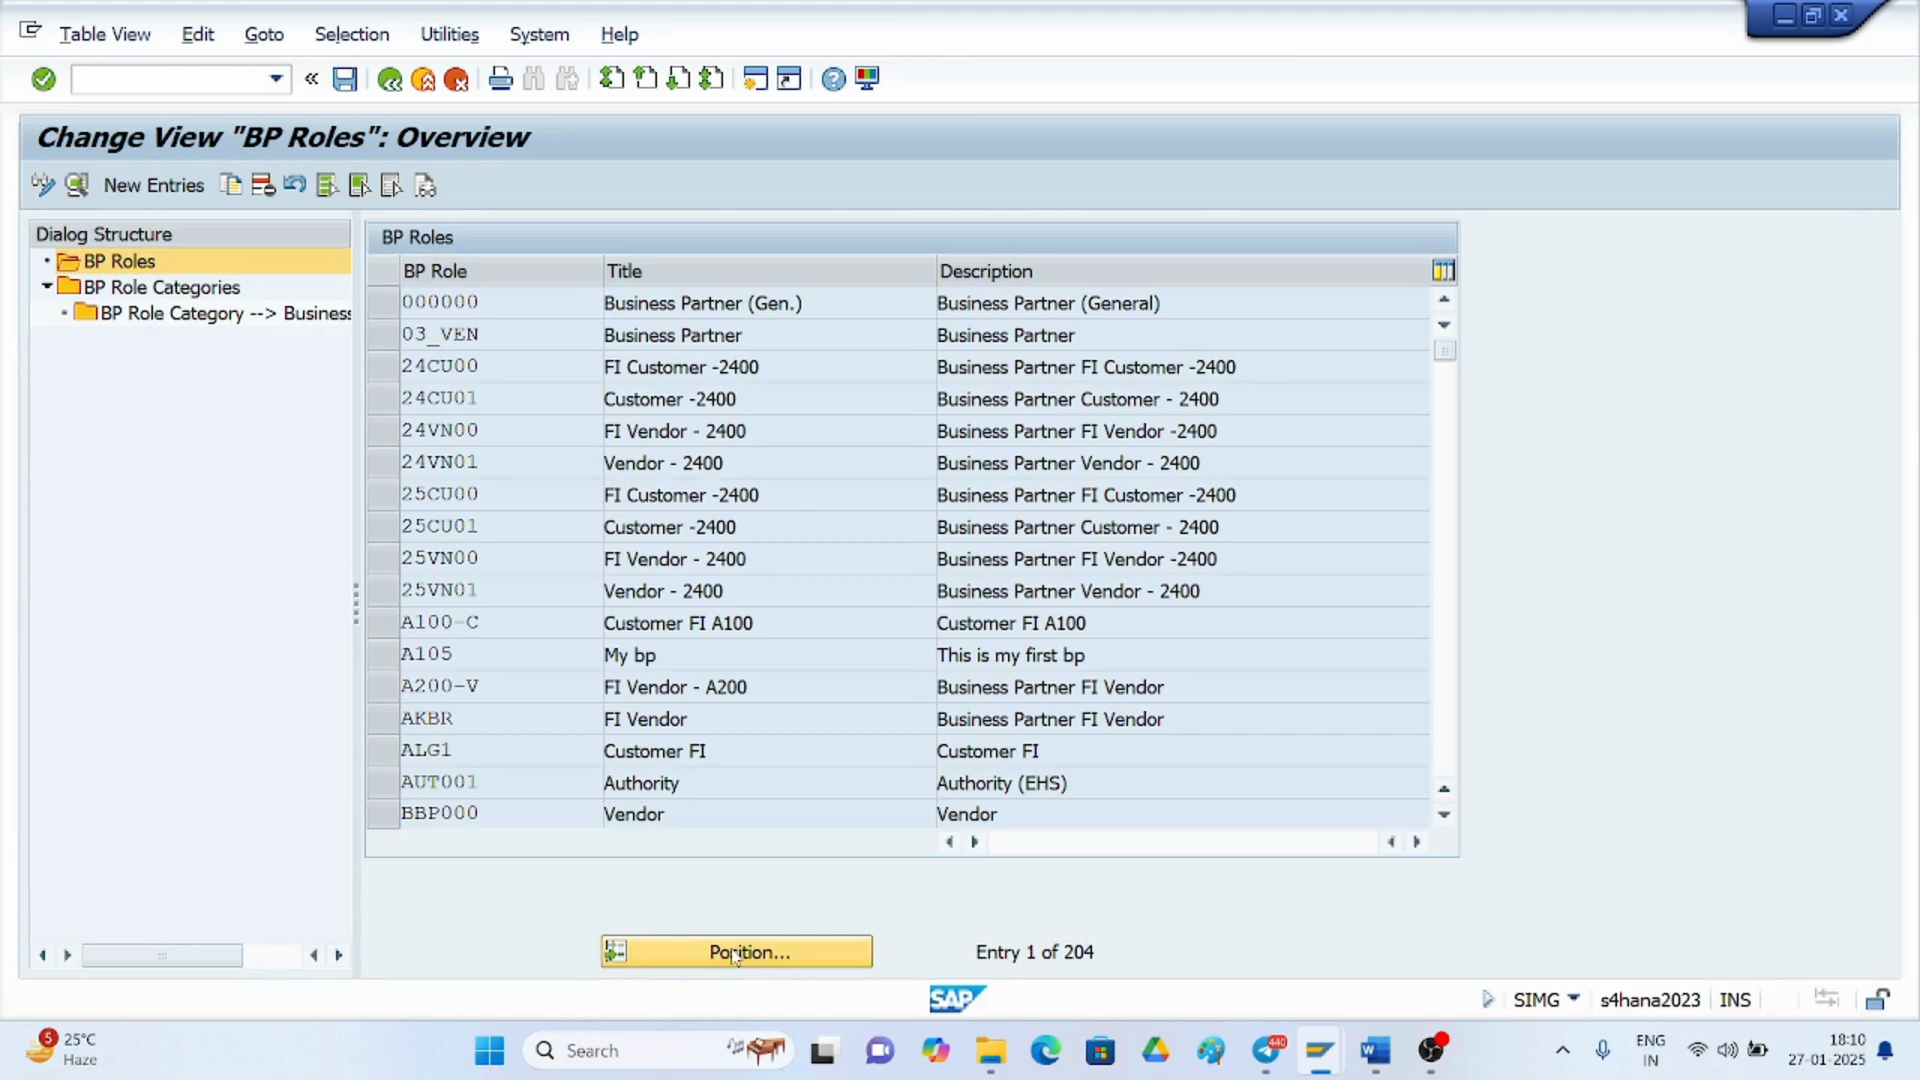 Table View Edit Goto Selection Utilities System Help
Change View "BP Roles": Overview
New Entries
Dialog Structure
BP Roles
BP Role Categories
BP Role Category --> Business
BP Roles
BP Role Title Description
000000 Business Partner (Gen.) Business Partner (General)
03_VEN Business Partner Business Partner
24CU00 FI Customer -2400 Business Partner FI Customer -2400
24CU01 Customer -2400 Business Partner Customer - 2400
24VN00 FI Vendor - 2400 Business Partner FI Vendor -2400
24VN01 Vendor - 2400 Business Partner Vendor - 2400
25CU00 FI Customer -2400 Business Partner FI Customer -2400
25CU01 Customer -2400 Business Partner Customer - 2400
25VN00 FI Vendor - 2400 Business Partner FI Vendor -2400
25VN01 Vendor - 2400 Business Partner Vendor - 2400
A100-C Customer FI A100 Customer FI A100
A105 My bp This is my first bp
A200-V FI Vendor - A200 Business Partner FI Vendor
AKBR FI Vendor Business Partner FI Vendor
ALG1 Customer FI Customer FI
AUT001 Authority Authority (EHS)
BBP000 Vendor Vendor
Position... Entry 1 of 204
SAP SIMG s4hana2023 INS
5 25°C
Haze
Search
440
ENG
IN
18:10
27-01-2025